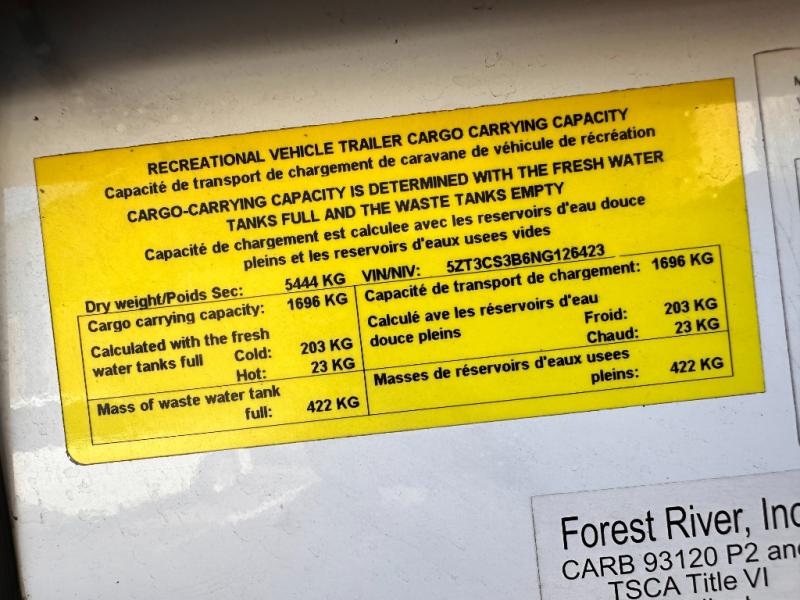 RECREATIONAL VEHICLE TRAILER CARGO CARRYING CAPACITY
Capacité de transport de chargement de caravane de véhicule de récréation
CARGO-CARRYING CAPACITY IS DETERMINED WITH THE FRESH WATER
TANKS FULL AND THE WASTE TANKS EMPTY
Capacité de chargement est calculee avec les reservoirs d'eau douce
pleins et les reservoirs d'eaux usees vides
Dry weight/Poids Sec: 5444 KG VIN/NIV: 5ZT3CS3B6NG126423
Cargo carrying capacity: 1696 KG
Calculated with the fresh
water tanks full Cold: 203 KG
Hot: 23 KG
Mass of waste water tank
full: 422 KG
Capacité de transport de chargement: 1696 KG
Calculé ave les réservoirs d'eau
douce pleins Froid: 203 KG
Chaud: 23 KG
Masses de réservoirs d'eaux usees
pleins: 422 KG
Forest River, Inc
CARB 93120 P2 and
TSCA Title VI